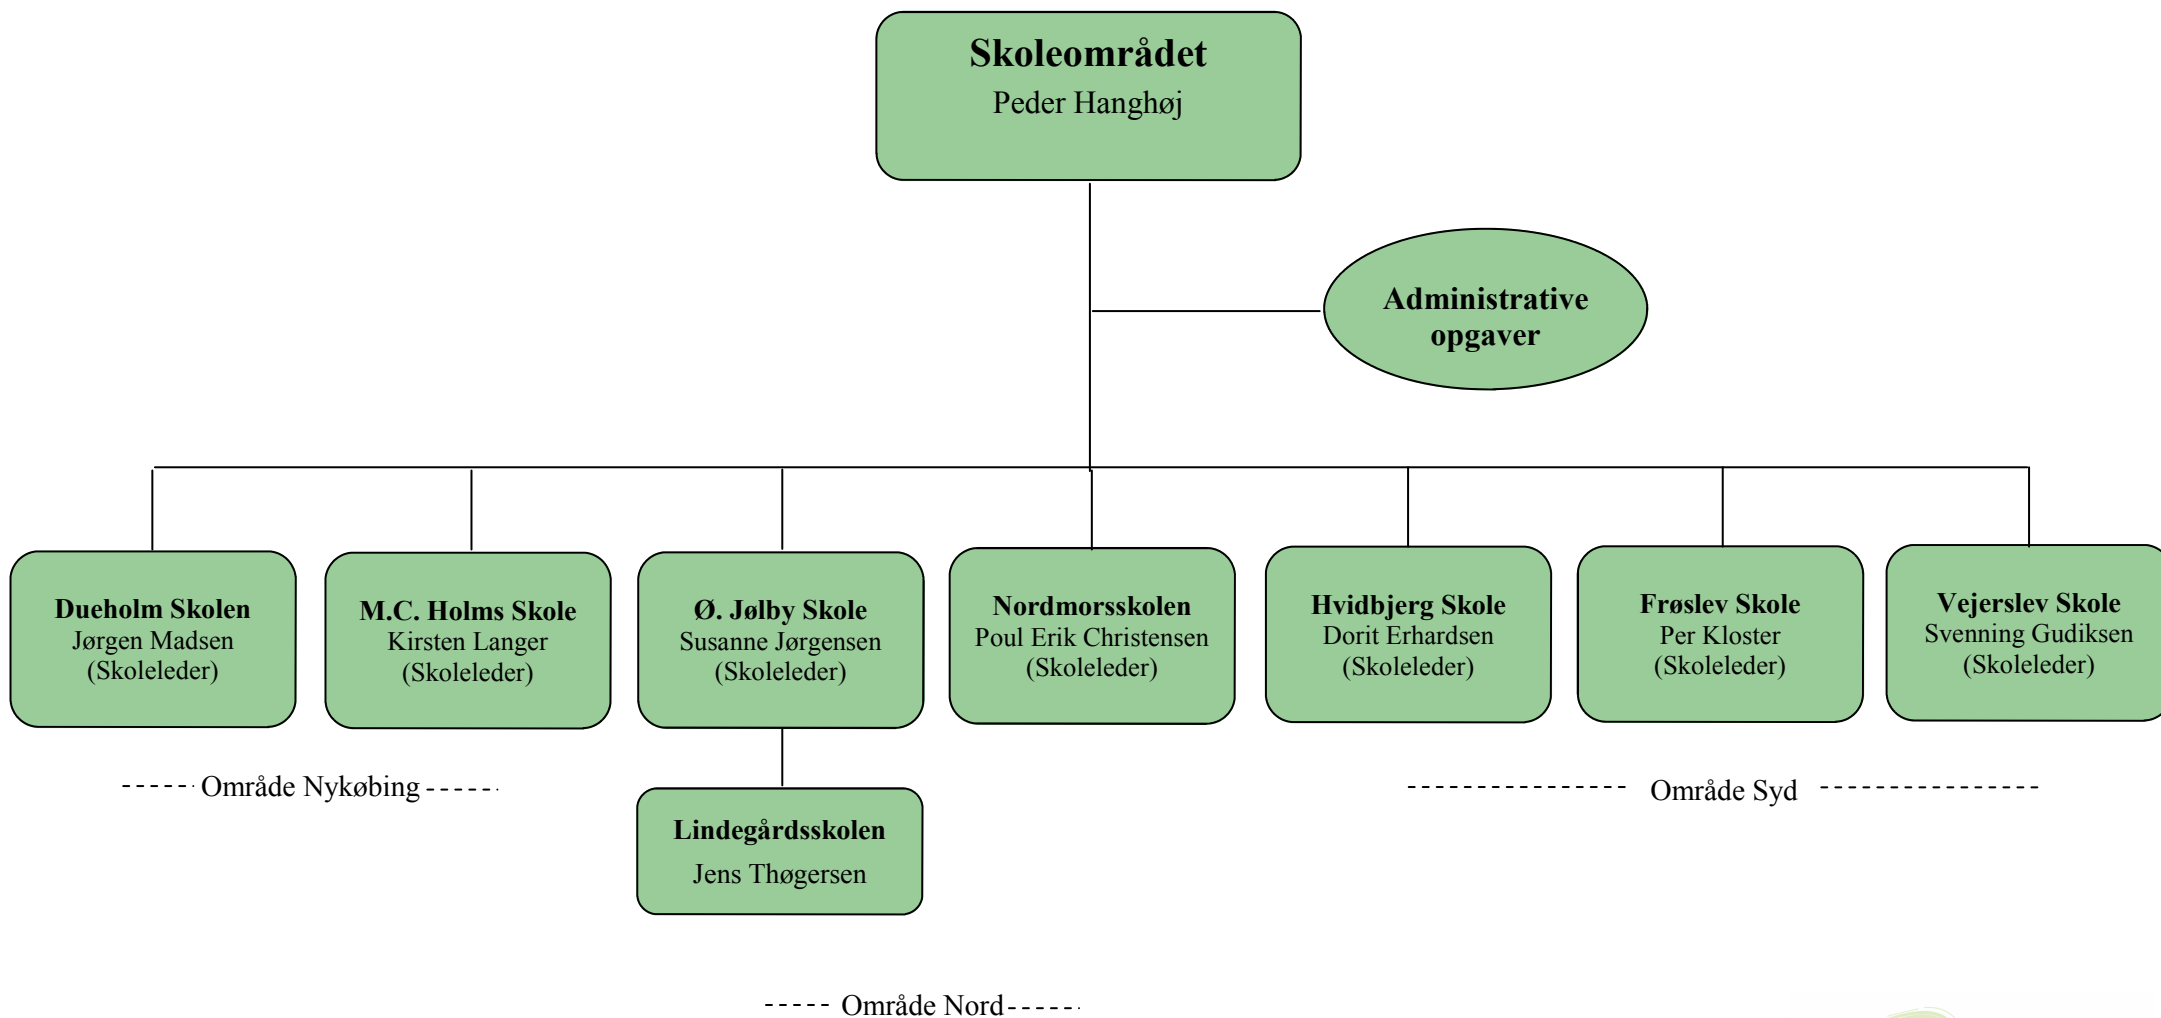 Skoleområdet
Peder Hanghøj
Administrative
opgaver
Dueholm Skolen
Jørgen Madsen
(Skoleleder)
M.C. Holms Skole
Kirsten Langer
(Skoleleder)
Ø. Jølby Skole
Susanne Jørgensen
(Skoleleder)
Nordmorsskolen
Poul Erik Christensen
(Skoleleder)
Hvidbjerg Skole
Dorit Erhardsen
(Skoleleder)
Frøslev Skole
Per Kloster
(Skoleleder)
Vejerslev Skole
Svenning Gudiksen
(Skoleleder)
----- Område Nykøbing -----
Lindegårdsskolen
Jens Thøgersen
---------------- Område Syd ----------------
----- Område Nord -----